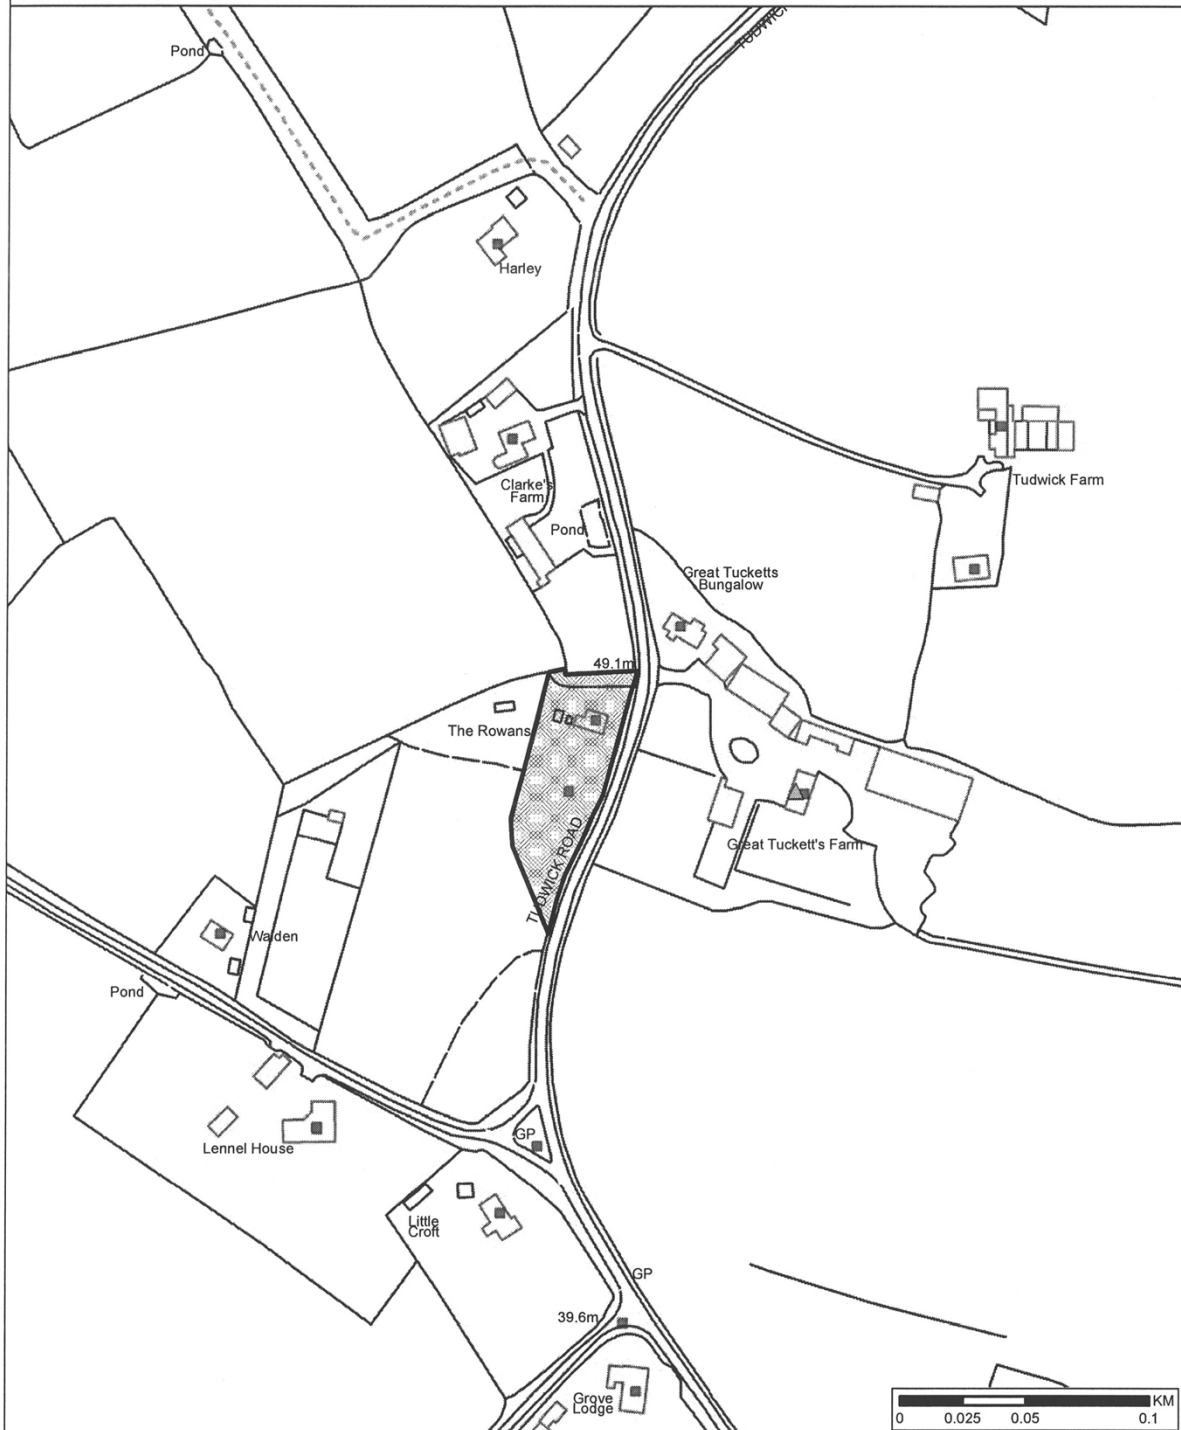 Pond
TUDWICK
Harley
Tudwick Farm
Clarke's
Farm
Pond
Great Tucketts
Bungalow
49.1m
The Rowans
TUDWICK ROAD
Great Tuckett's Farm
Walden
Pond
GP
Lennel House
Little
Croft
GP
39.6m
Grove
Lodge
KM
0 0.025 0.05 0.1